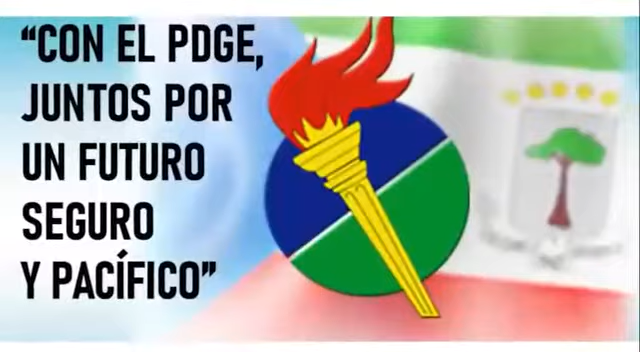 “CON EL PDGE,
JUNTOS POR
UN FUTURO
SEGURO
Y PACÍFICO”